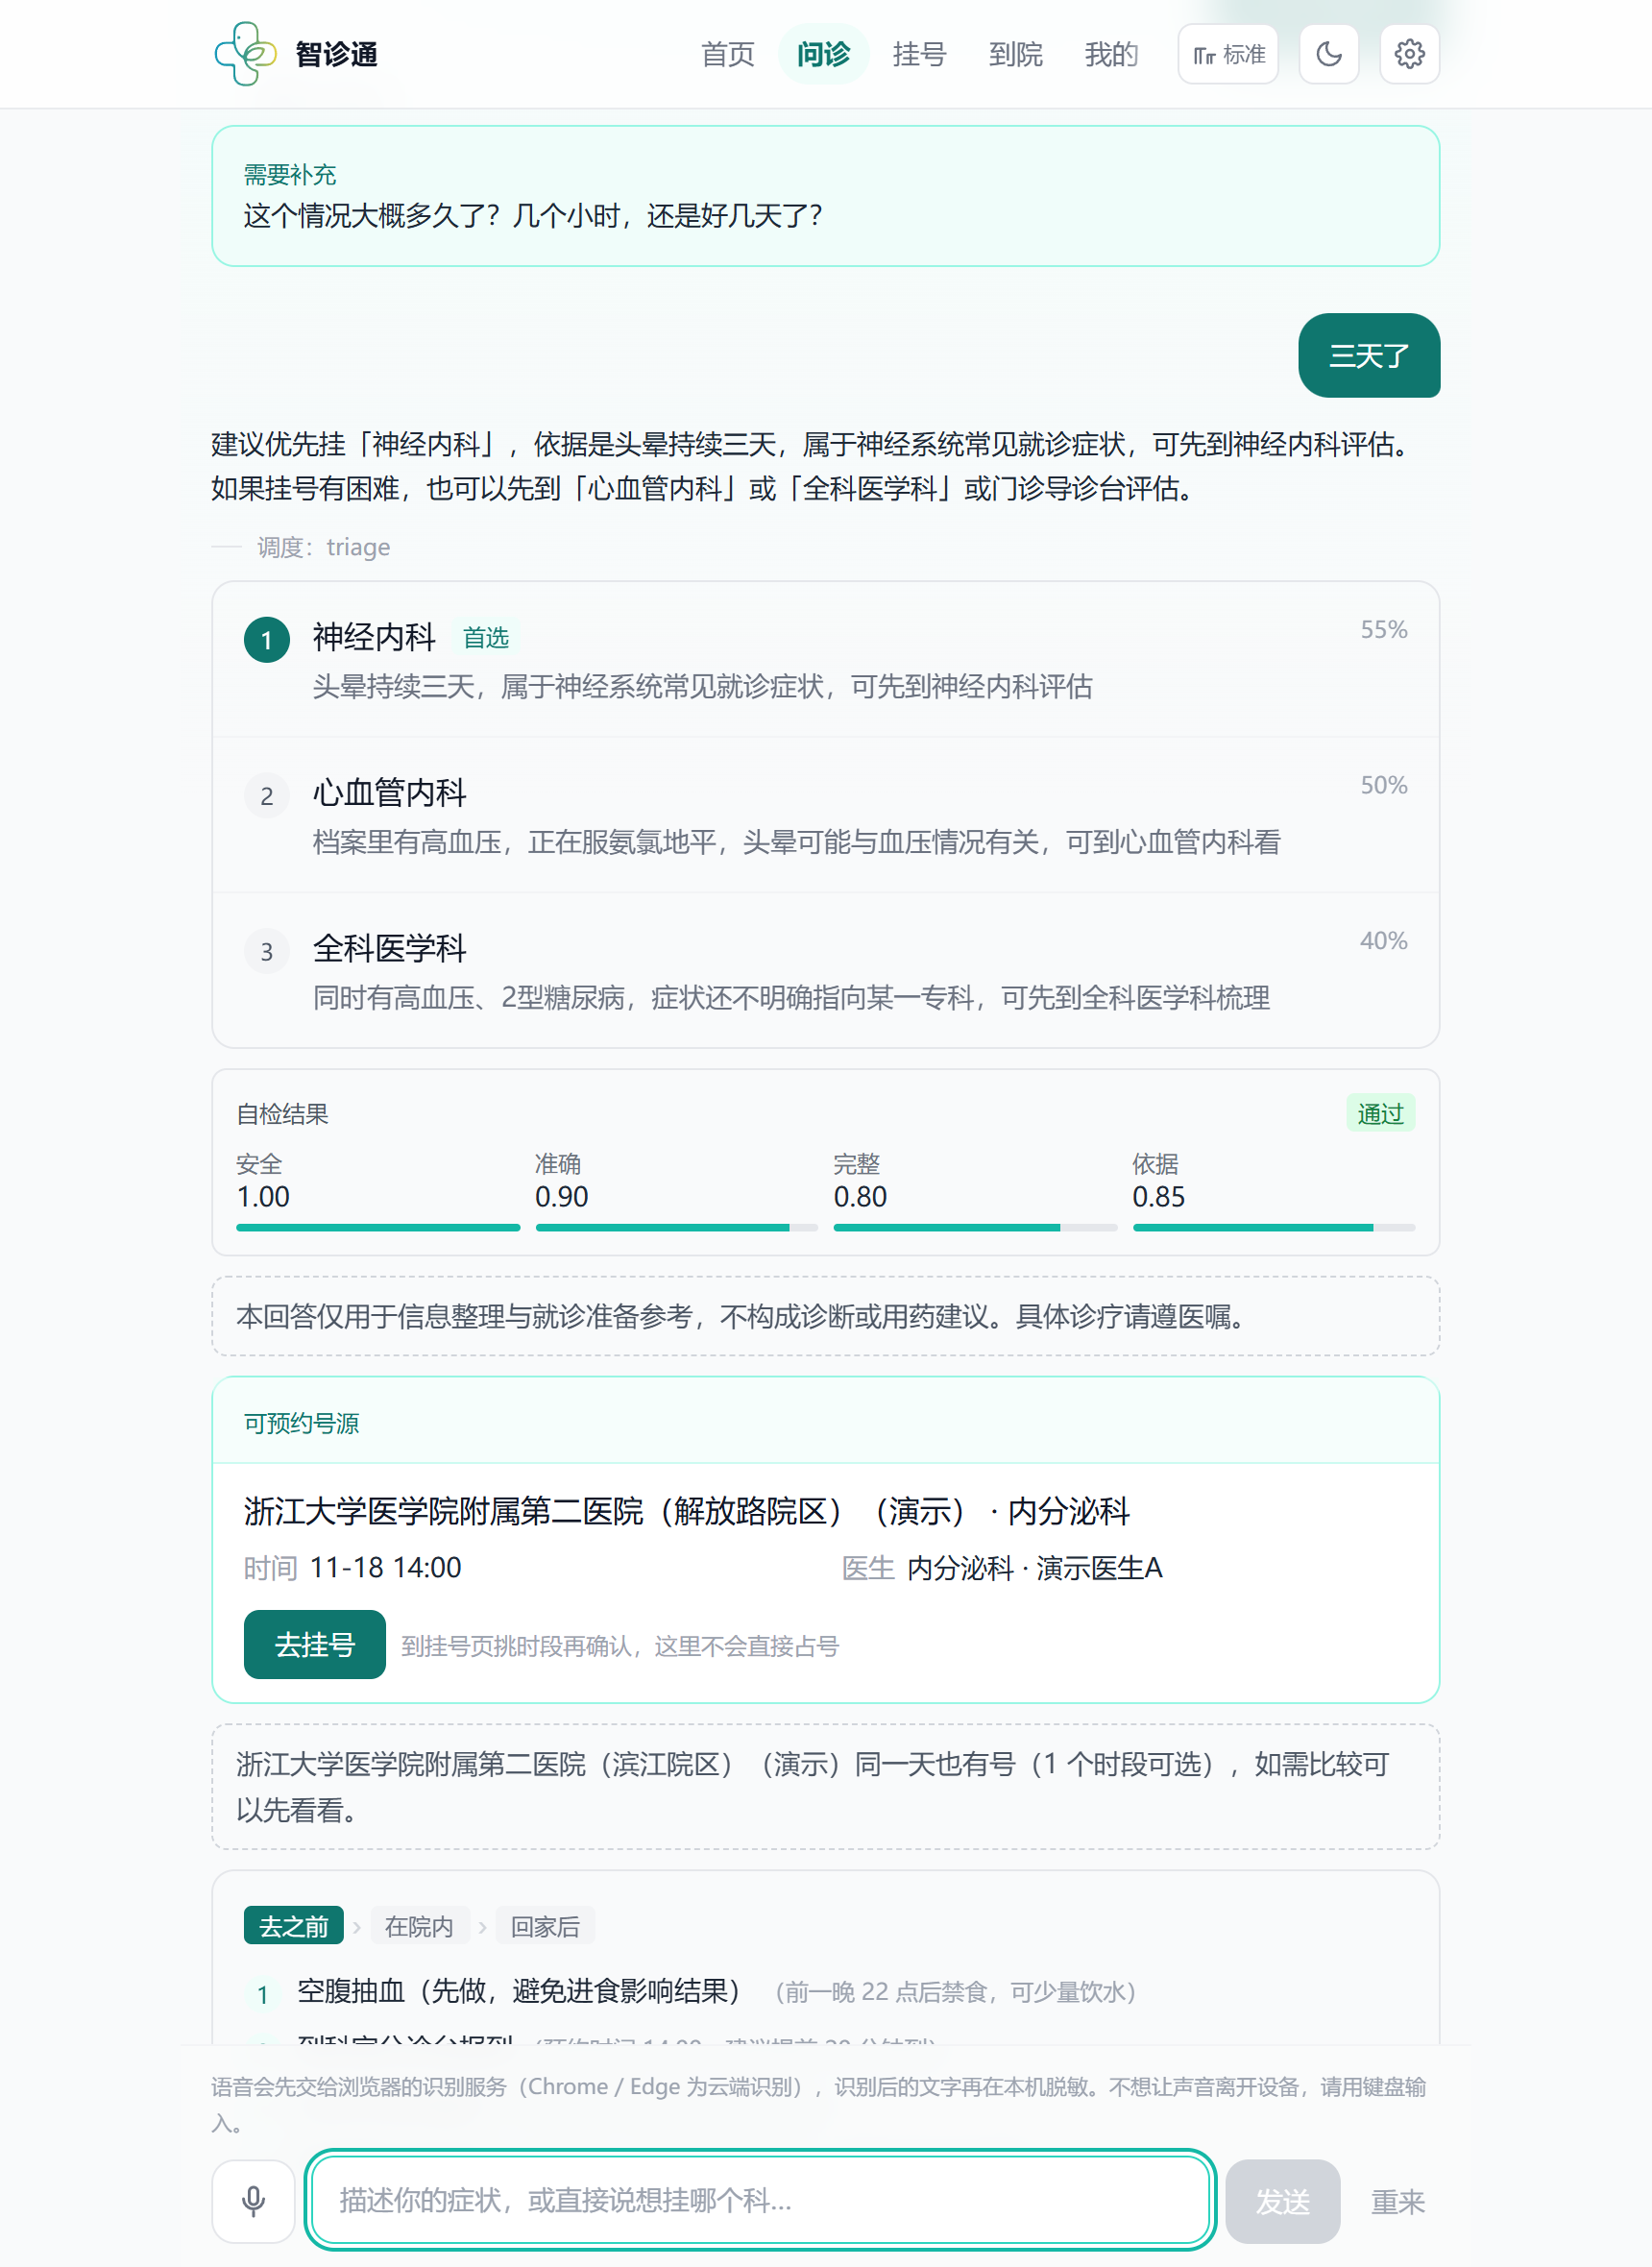 智诊通
首页
问诊
挂号
到院
我的
标准
需要补充
这个情况大概多久了？几个小时，还是好几天了？
三天了
建议优先挂「神经内科」，依据是头晕持续三天，属于神经系统常见就诊症状，可先到神经内科评估。
如果挂号有困难，也可以先到「心血管内科」或「全科医学科」或门诊导诊台评估。
调度：triage
1 神经内科 首选 55%
头晕持续三天，属于神经系统常见就诊症状，可先到神经内科评估
2 心血管内科 50%
档案里有高血压，正在服氨氯地平，头晕可能与血压情况有关，可到心血管内科看
3 全科医学科 40%
同时有高血压、2型糖尿病，症状还不明确指向某一专科，可先到全科医学科梳理
自检结果 通过
安全 准确 完整 依据
1.00 0.90 0.80 0.85
本回答仅用于信息整理与就诊准备参考，不构成诊断或用药建议。具体诊疗请遵医嘱。
可预约号源
浙江大学医学院附属第二医院（解放路院区）（演示） · 内分泌科
时间 11-18 14:00 医生 内分泌科 · 演示医生A
去挂号 到挂号页挑时段再确认，这里不会直接占号
浙江大学医学院附属第二医院（滨江院区）（演示）同一天也有号（1 个时段可选），如需比较可
以先看看。
去之前 › 在院内 › 回家后
1 空腹抽血（先做，避免进食影响结果） （前一晚 22 点后禁食，可少量饮水）
语音会先交给浏览器的识别服务（Chrome / Edge 为云端识别），识别后的文字再在本机脱敏。不想让声音离开设备，请用键盘输
入。
描述你的症状，或直接说想挂哪个科...
发送
重来